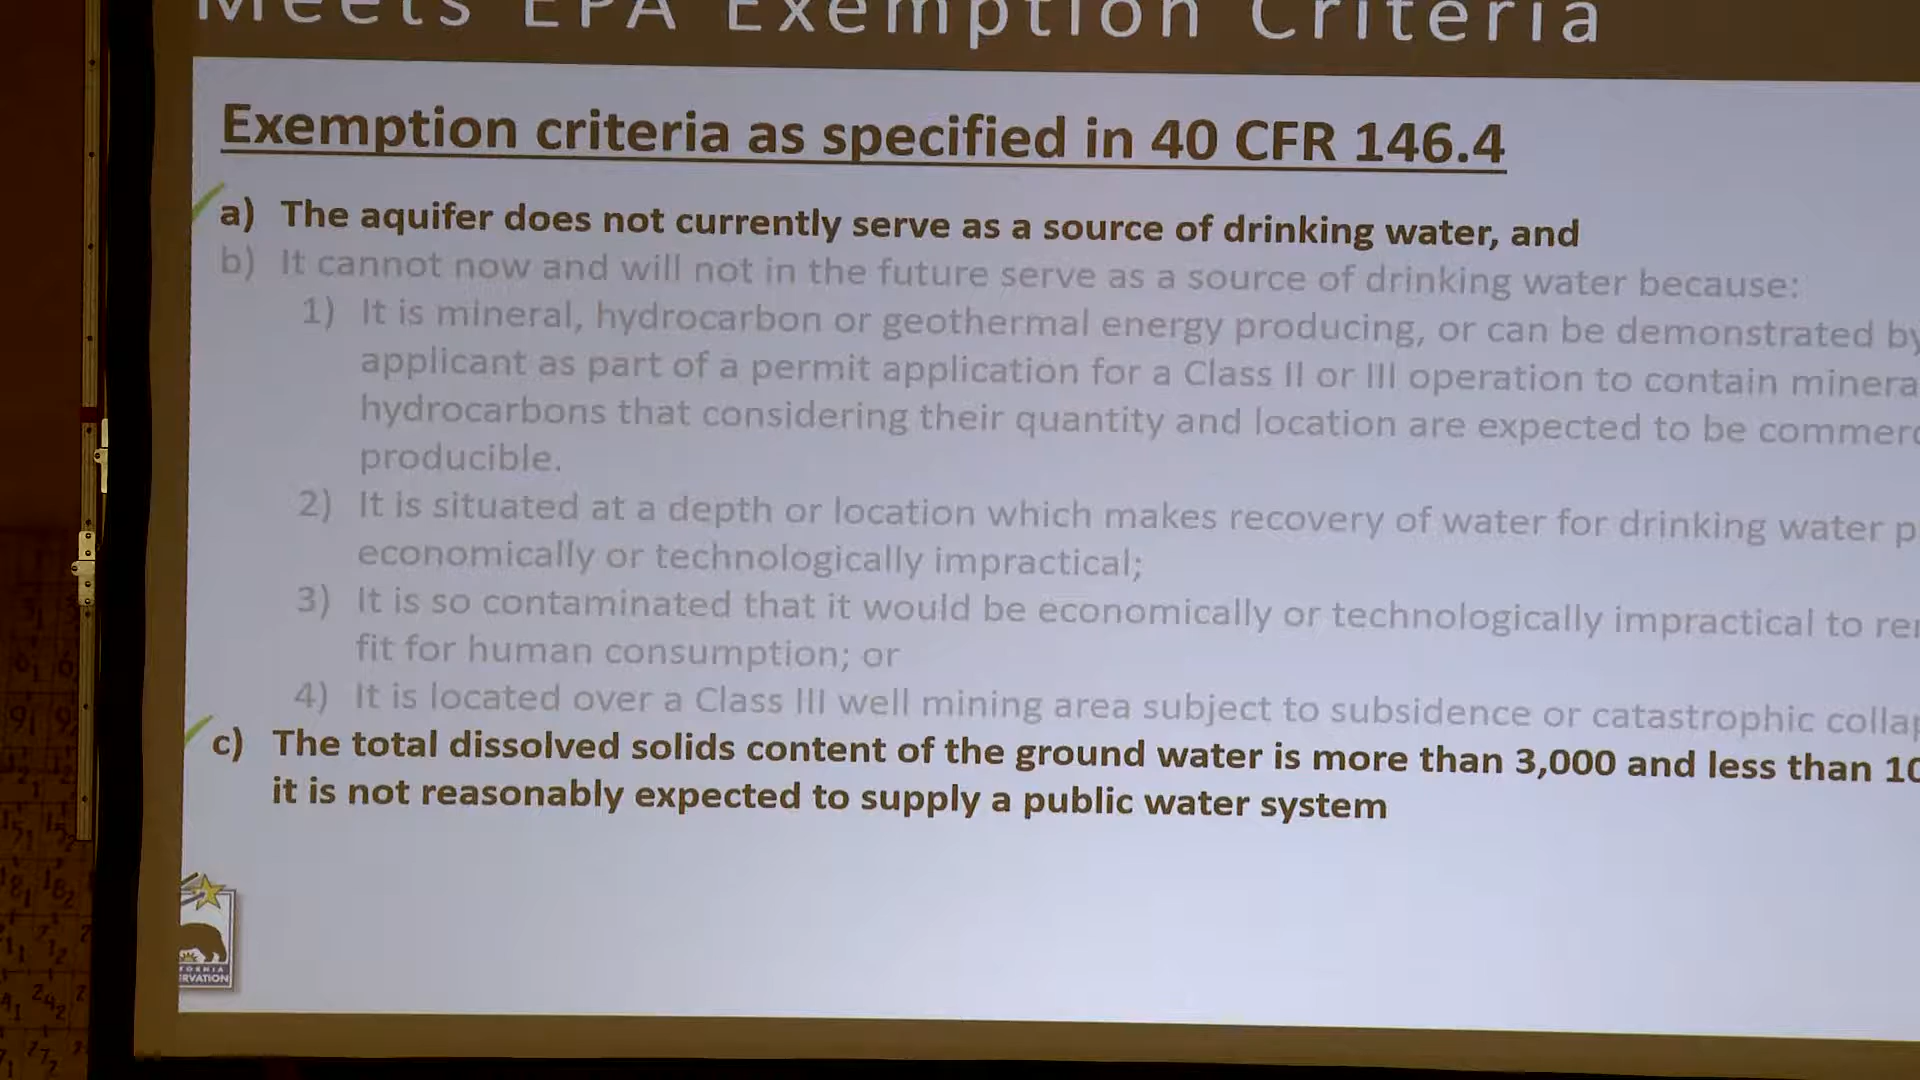 Meets EPA Exemption Criteria
Exemption criteria as specified in 40 CFR 146.4
a) The aquifer does not currently serve as a source of drinking water, and
b) It cannot now and will not in the future serve as a source of drinking water because:
1) It is mineral, hydrocarbon or geothermal energy producing, or can be demonstrated by
applicant as part of a permit application for a Class II or III operation to contain minera
hydrocarbons that considering their quantity and location are expected to be commerc
producible.
2) It is situated at a depth or location which makes recovery of water for drinking water p
economically or technologically impractical;
3) It is so contaminated that it would be economically or technologically impractical to re
fit for human consumption; or
4) It is located over a Class III well mining area subject to subsidence or catastrophic colla
c) The total dissolved solids content of the ground water is more than 3,000 and less than 10
it is not reasonably expected to supply a public water system
FORNIA
RVATION